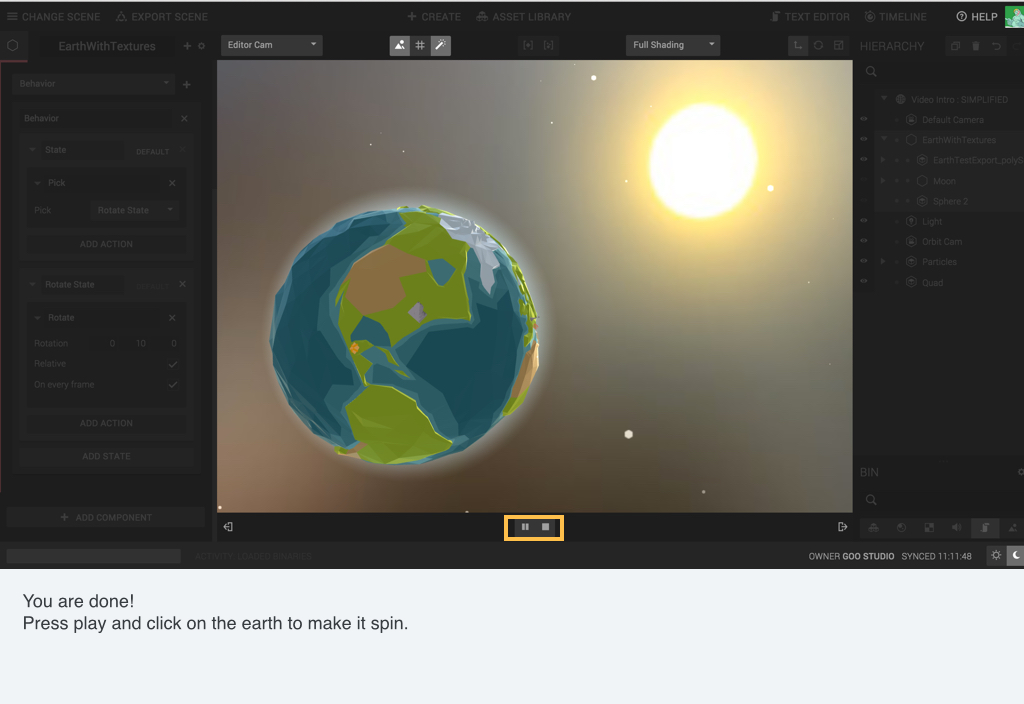 CHANGE SCENE EXPORT SCENE CREATE ASSET LIBRARY TEXT EDITOR TIMELINE HELP
EarthWithTextures Editor Cam Full Shading HIERARCHY
Behavior
Behavior
State DEFAULT
Pick
Pick Rotate State
ADD ACTION
Rotate State DEFAULT
Rotate
Rotation 0 10 0
Relative
On every frame
ADD ACTION
ADD STATE
+ ADD COMPONENT
Video Intro : SIMPLIFIED
Default Camera
EarthWithTextures
EarthTestExport_polyS
Moon
Sphere 2
Light
Orbit Cam
Particles
Quad
BIN
ACTIVITY: LOADED BINARIES
OWNER GOO STUDIO SYNCED 11:11:48
You are done!
Press play and click on the earth to make it spin.